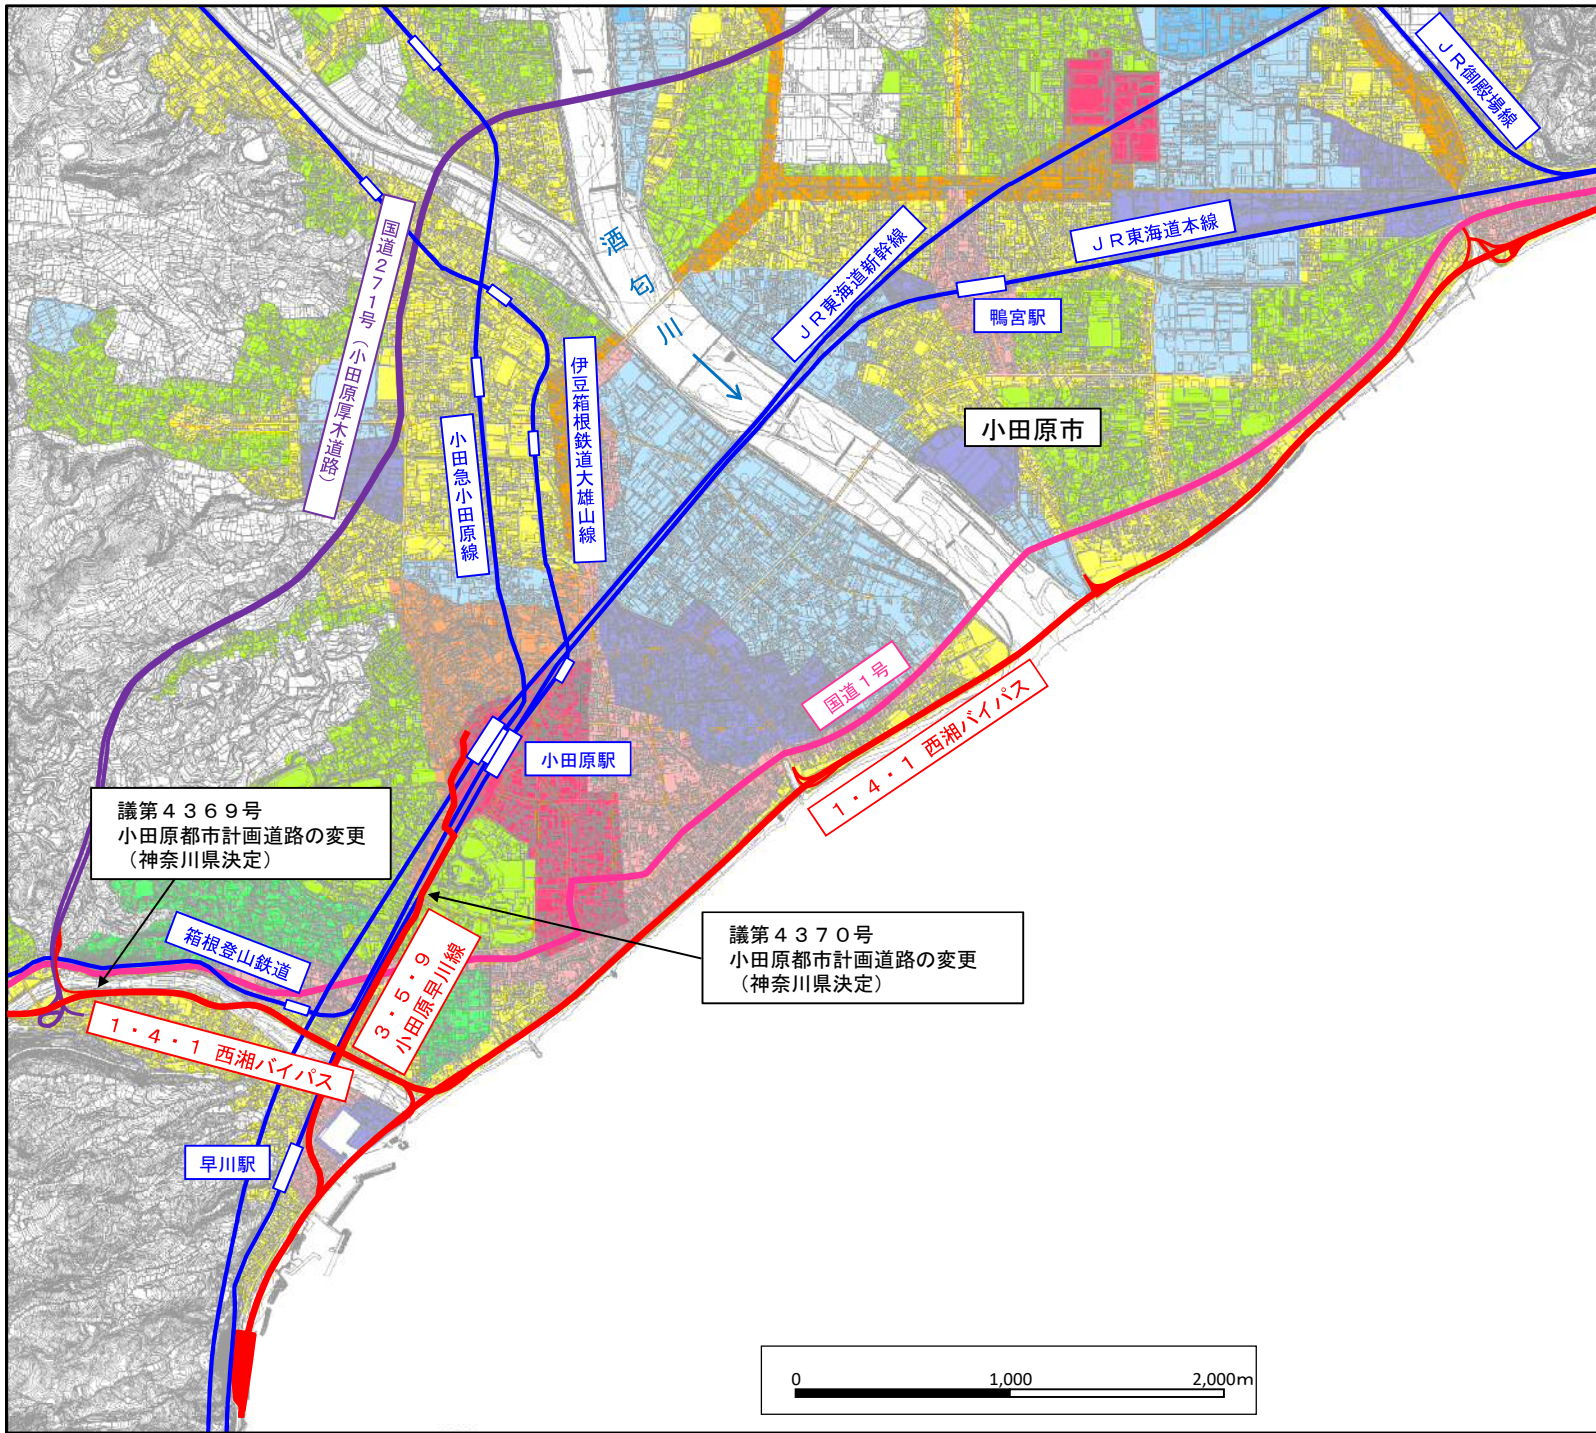 JR御殿場線
JR東海道本線
JR東海道新幹線
鴨宮駅
酒匂川
国道271号(小田原厚木道路)
小田急小田原線
伊豆箱根鉄道大雄山線
小田原市
国道1号
1・4・1 西湘バイパス
小田原駅
議第4369号
小田原都市計画道路の変更
(神奈川県決定)
議第4370号
小田原都市計画道路の変更
(神奈川県決定)
箱根登山鉄道
3・5・9
小田原早川線
1・4・1 西湘バイパス
早川駅
0 1,000 2,000m